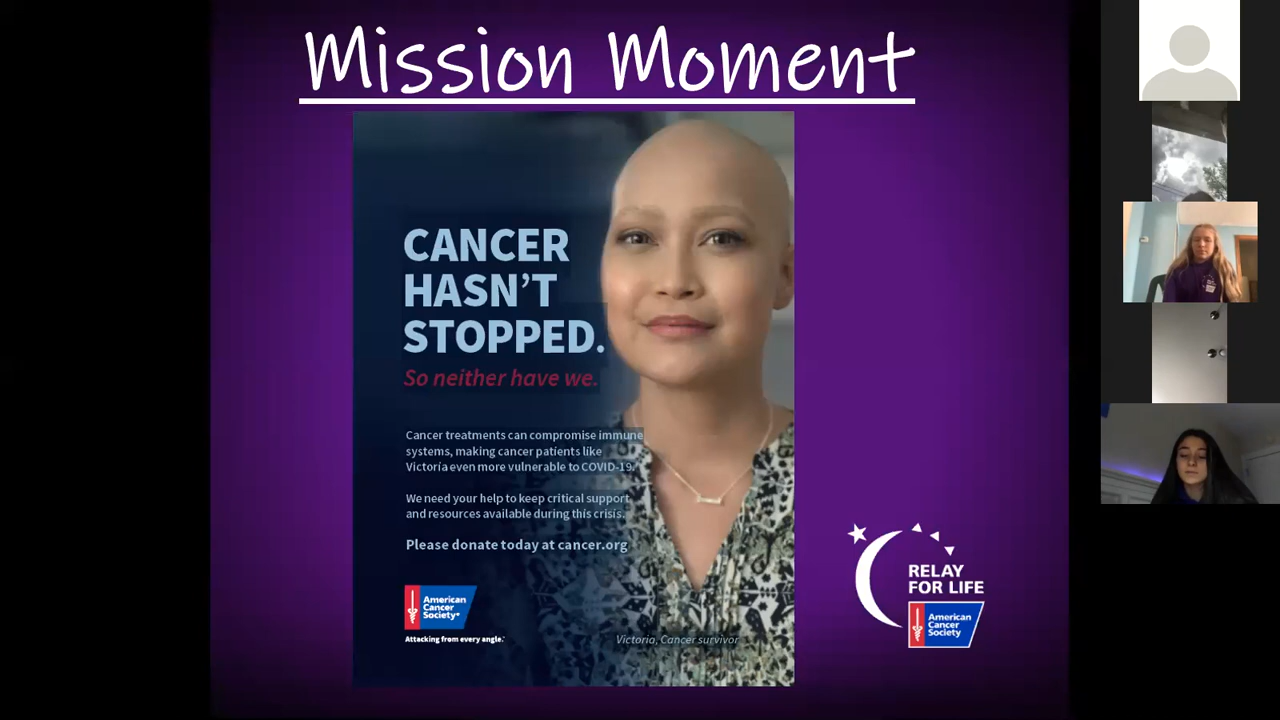 Mission Moment
CANCER
HASN'T
STOPPED.
So neither have we.
Cancer treatments can compromise immune
systems, making cancer patients like
Victoria even more vulnerable to COVID-19.
We need your help to keep critical support
and resources available during this crisis.
Please donate today at cancer.org
American
Cancer
Society®
Attacking from every angle.™
Victoria, Cancer survivor
RELAY
FOR LIFE
American
Cancer
Society